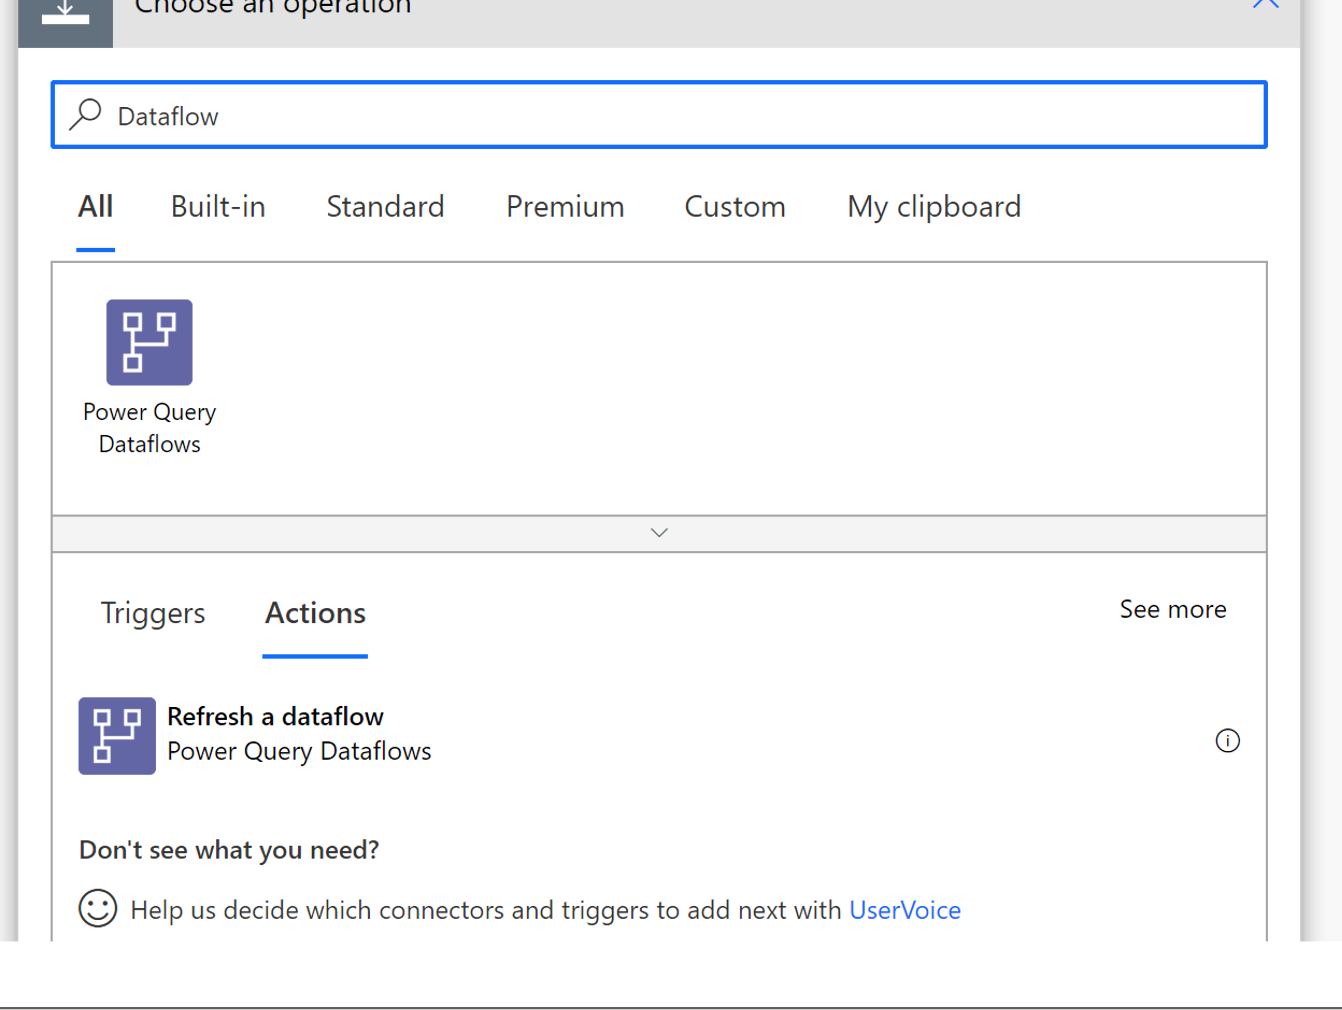 Choose an operation
Dataflow
All Built-in Standard Premium Custom My clipboard
Power Query
Dataflows
Triggers Actions See more
Refresh a dataflow
Power Query Dataflows
Don't see what you need?
Help us decide which connectors and triggers to add next with UserVoice